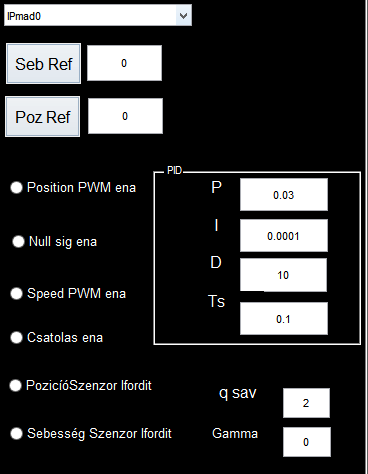 IPmad0
Seb Ref 0
Poz Ref 0
PID
Position PWM ena
P 0.03
Null sig ena
I 0.0001
D 10
Speed PWM ena
Ts 0.1
Csatolas ena
PozicíóSzenzor Ifordit
q sav 2
Sebesség Szenzor Ifordit
Gamma 0